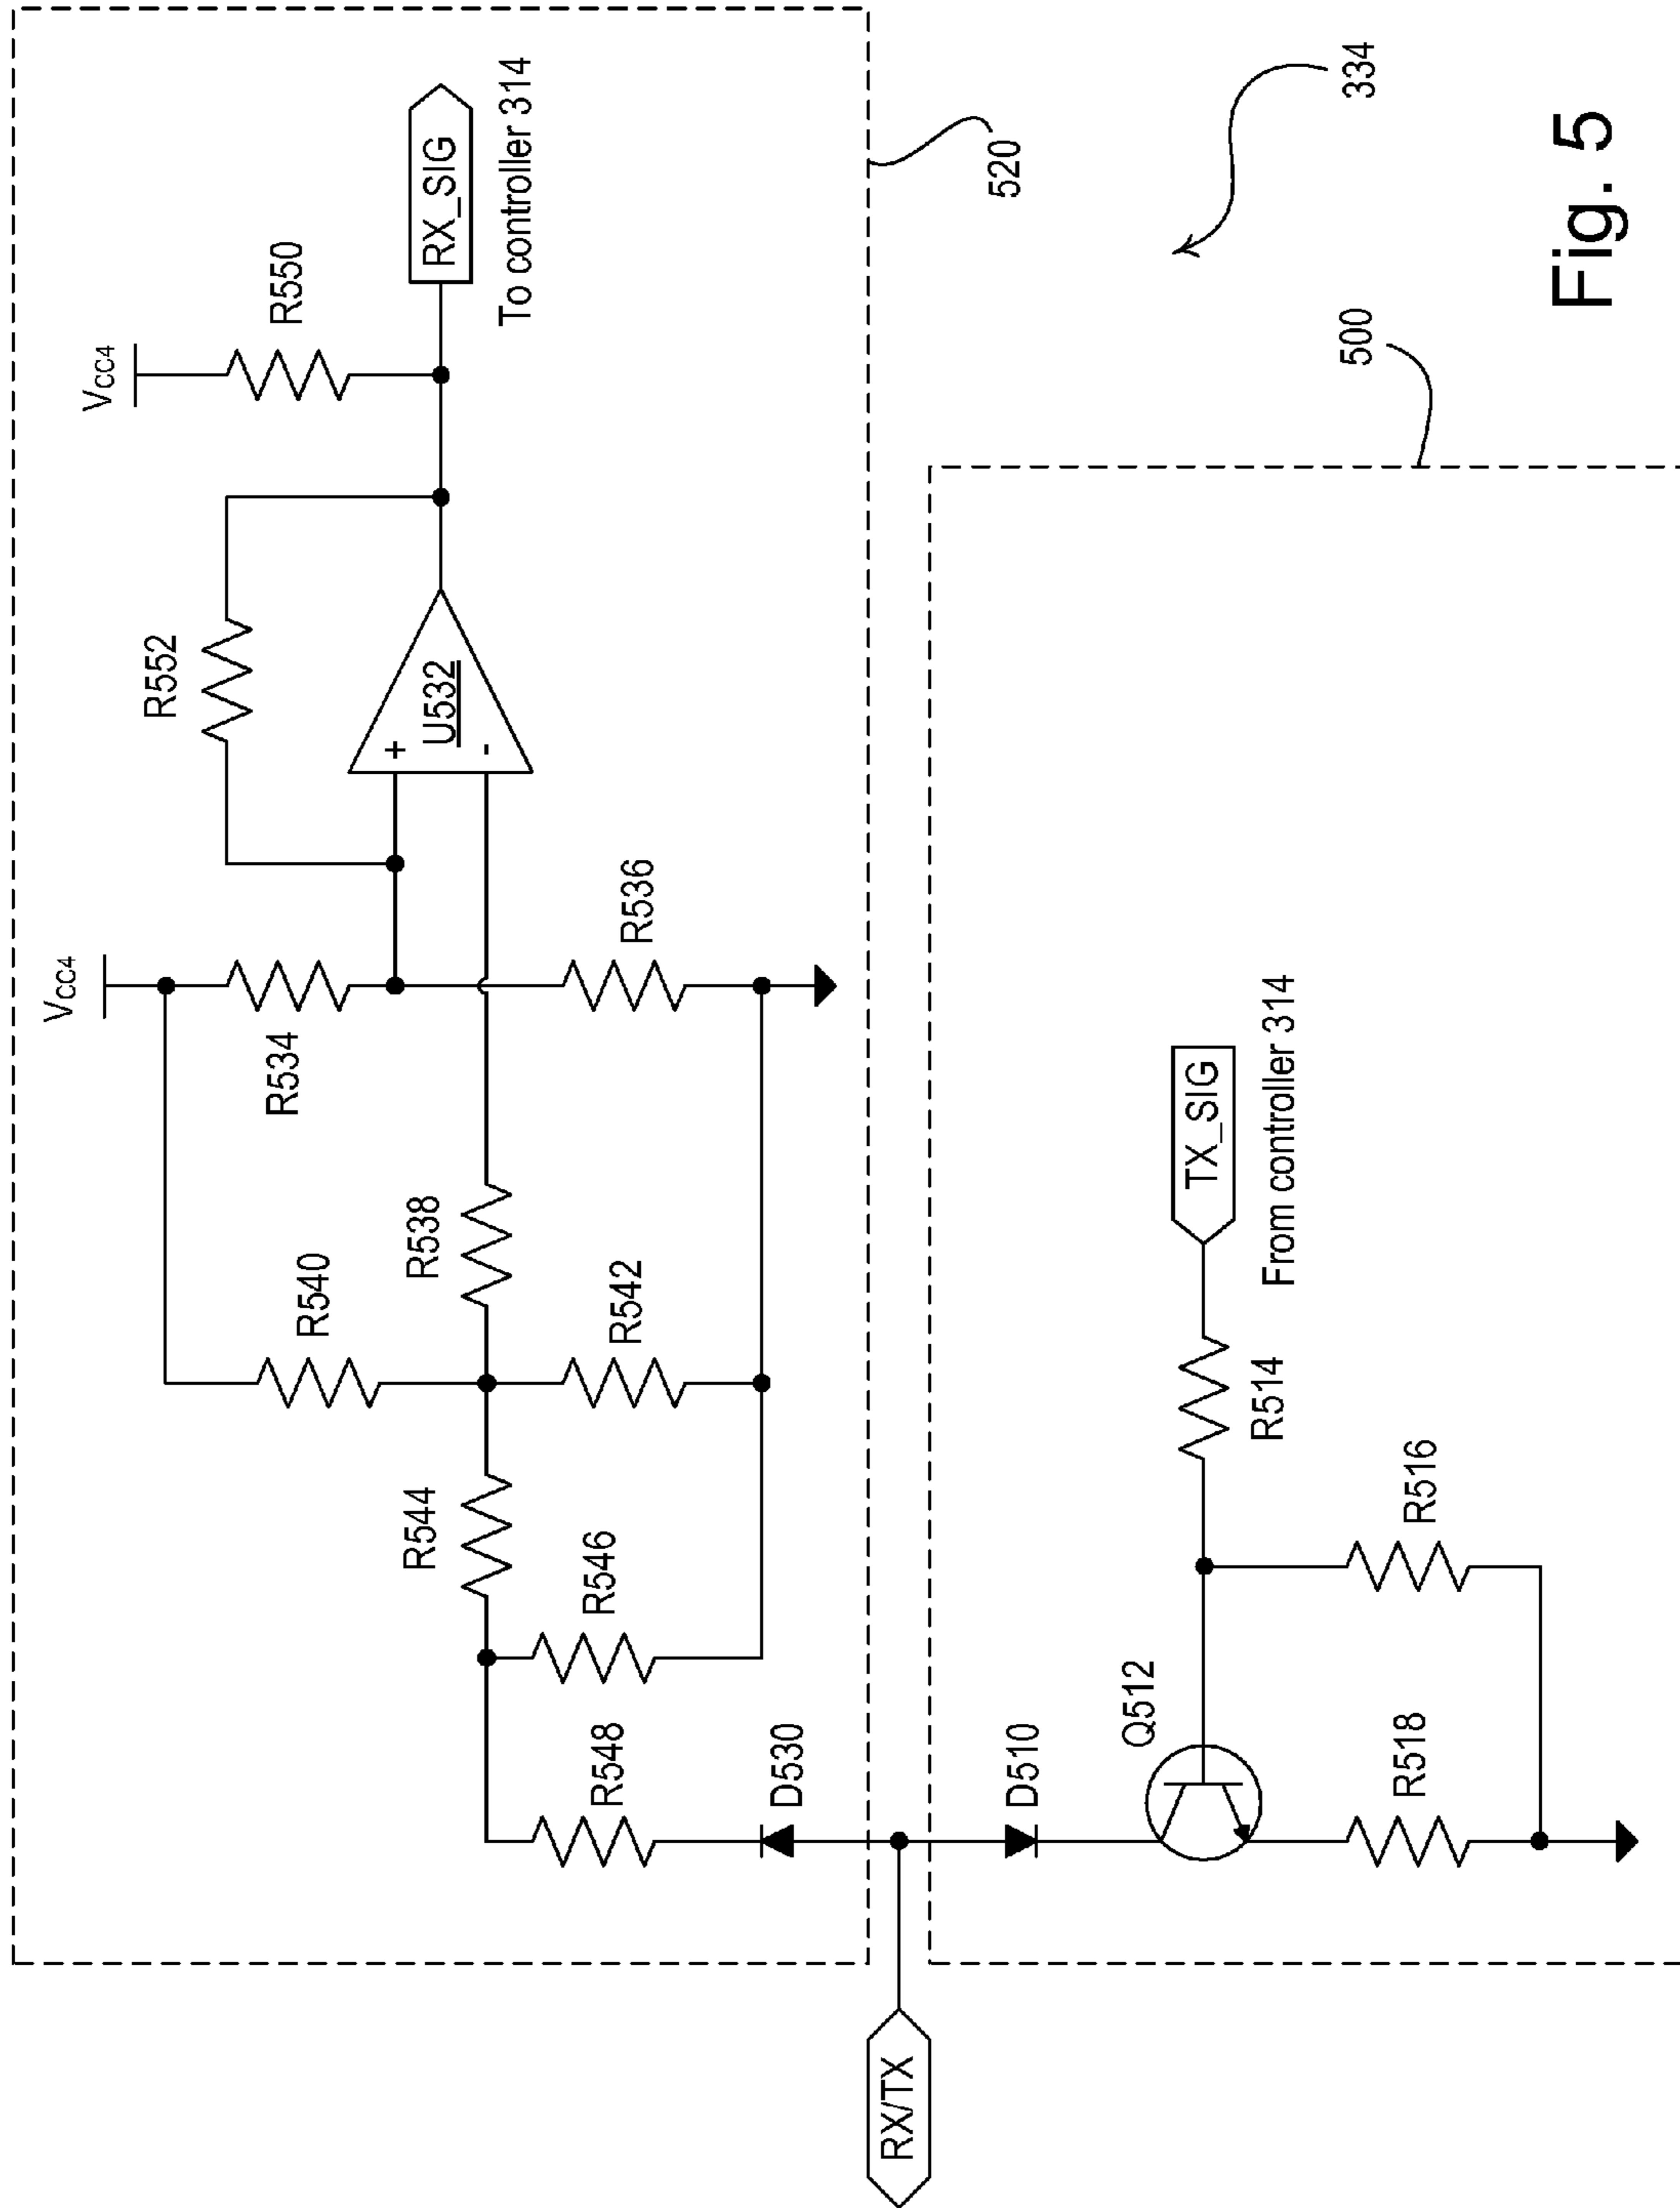 VCC4
VCC4
R550
R552
R534
RX_SIG
To controller 314
+
U532
-
R540
R538
R536
R544
R542
R546
R548
D530
520
RX/TX
D510
Q512
TX_SIG
From controller 314
R514
R516
R518
500
334
Fig. 5